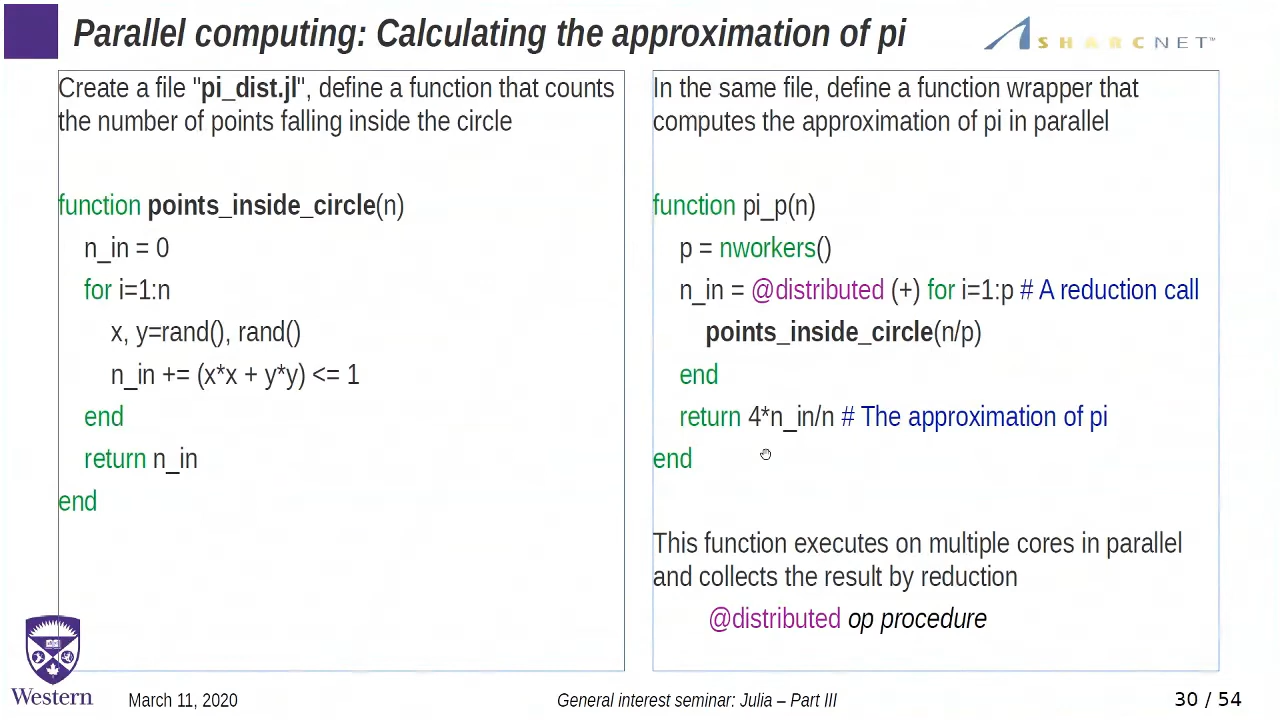 Parallel computing: Calculating the approximation of pi
SHARCNET™
Create a file "pi_dist.jl", define a function that counts
the number of points falling inside the circle
function points_inside_circle(n)
n_in = 0
for i=1:n
x, y=rand(), rand()
n_in += (x*x + y*y) <= 1
end
return n_in
end
In the same file, define a function wrapper that
computes the approximation of pi in parallel
function pi_p(n)
p = nworkers()
n_in = @distributed (+) for i=1:p # A reduction call
points_inside_circle(n/p)
end
return 4*n_in/n # The approximation of pi
end
This function executes on multiple cores in parallel
and collects the result by reduction
@distributed op procedure
Western
March 11, 2020
General interest seminar: Julia – Part III
30 / 54